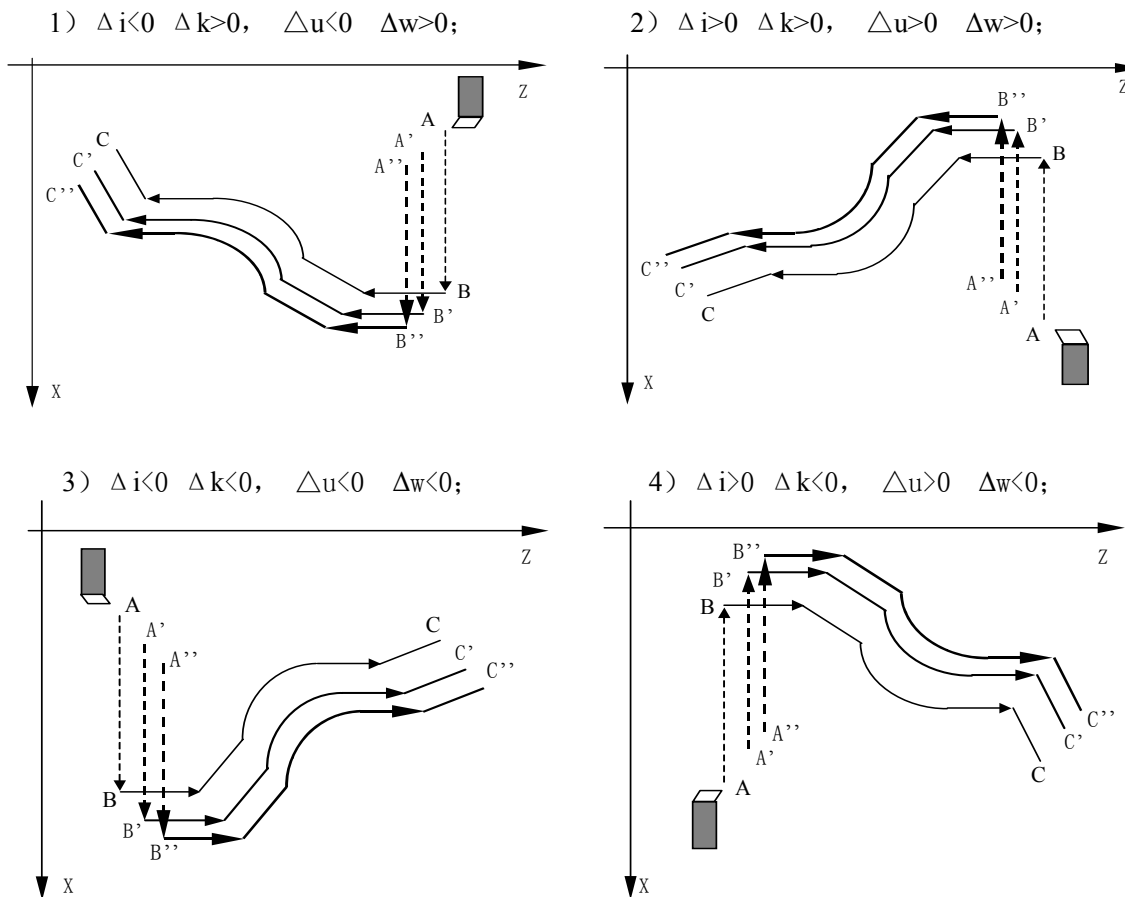 1) Δi<0 Δk>0, △u<0 Δw>0;
Z
A
A'
A''
C
C'
C''
B
B'
B''
X
2) Δi>0 Δk>0, △u>0 Δw>0;
Z
B''
B'
B
C''
C'
C
A''
A'
A
X
3) Δi<0 Δk<0, △u<0 Δw<0;
Z
A
A'
A''
C
C'
C''
B
B'
B''
X
4) Δi>0 Δk<0, △u>0 Δw<0;
Z
B''
B'
B
A''
A'
A
C''
C'
C
X